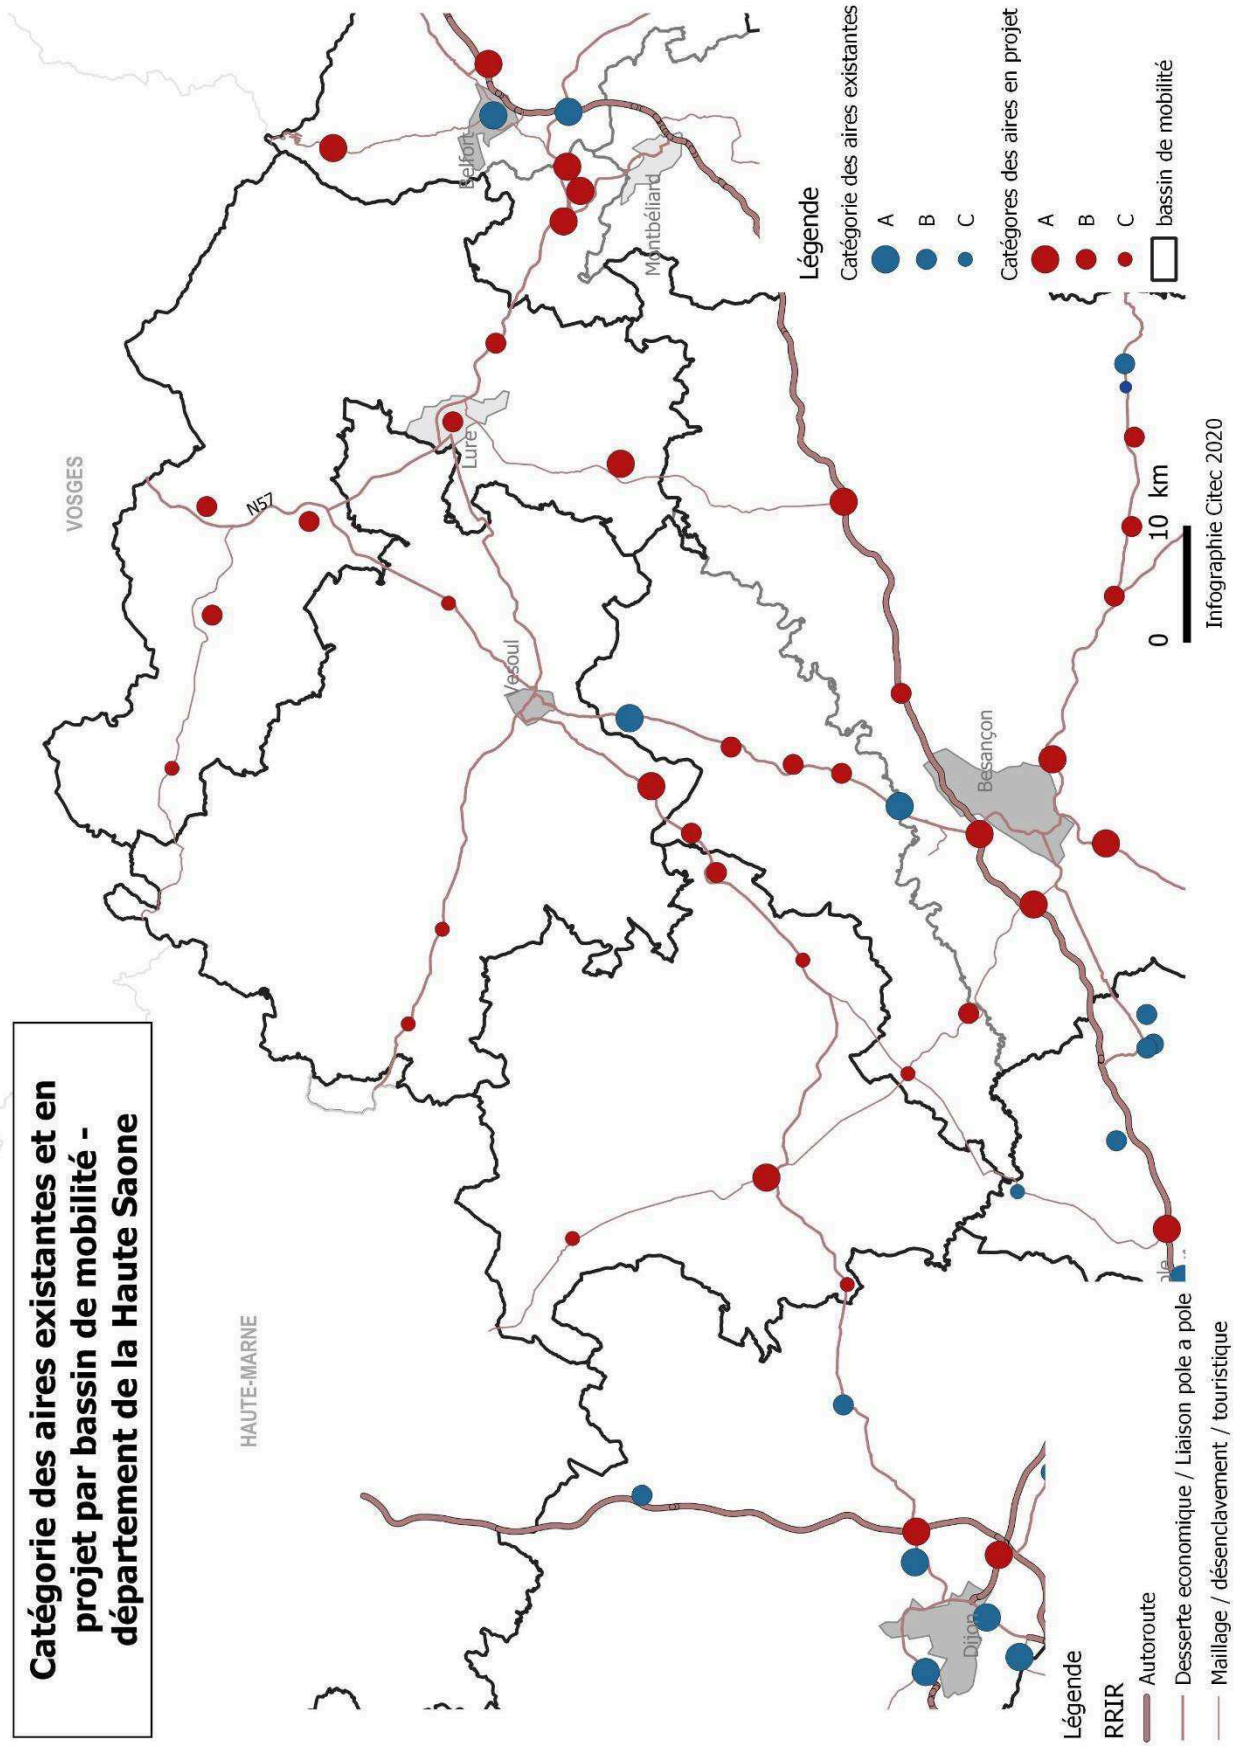 Catégorie des aires existantes et en
projet par bassin de mobilité -
département de la Haute Saone
HAUTE-MARNE
VOSGES
N57
Lure
Belfort
Montbéliard
Vesoul
Besançon
Dijon
Légende
RRIR
Autoroute
Desserte economique / Liaison pole a pole
Maillage / désenclavement / touristique
0 10 km
Infographie Citec 2020
Légende
Catégorie des aires existantes
A
B
C
Catégores des aires en projet
A
B
C
bassin de mobilité